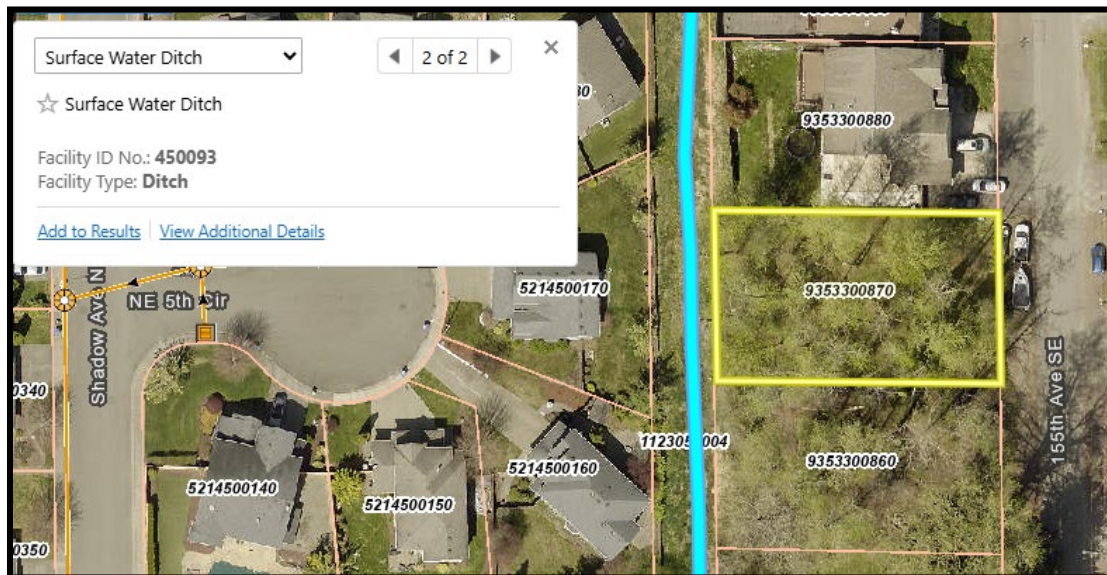 Surface Water Ditch
2 of 2
Surface Water Ditch
Facility ID No.: 450093
Facility Type: Ditch
Add to Results
View Additional Details
9353300880
5214500170
9353300870
NE 5th Cir
Shadow Ave N
0340
155th Ave SE
9353300860
5214500160
5214500140
5214500150
0350